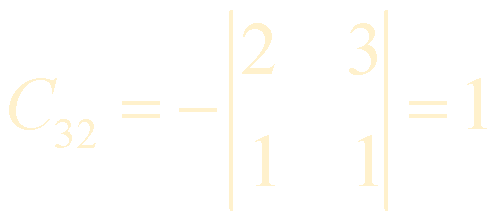 C₃₂ = −|2 3; 1 1| = 1